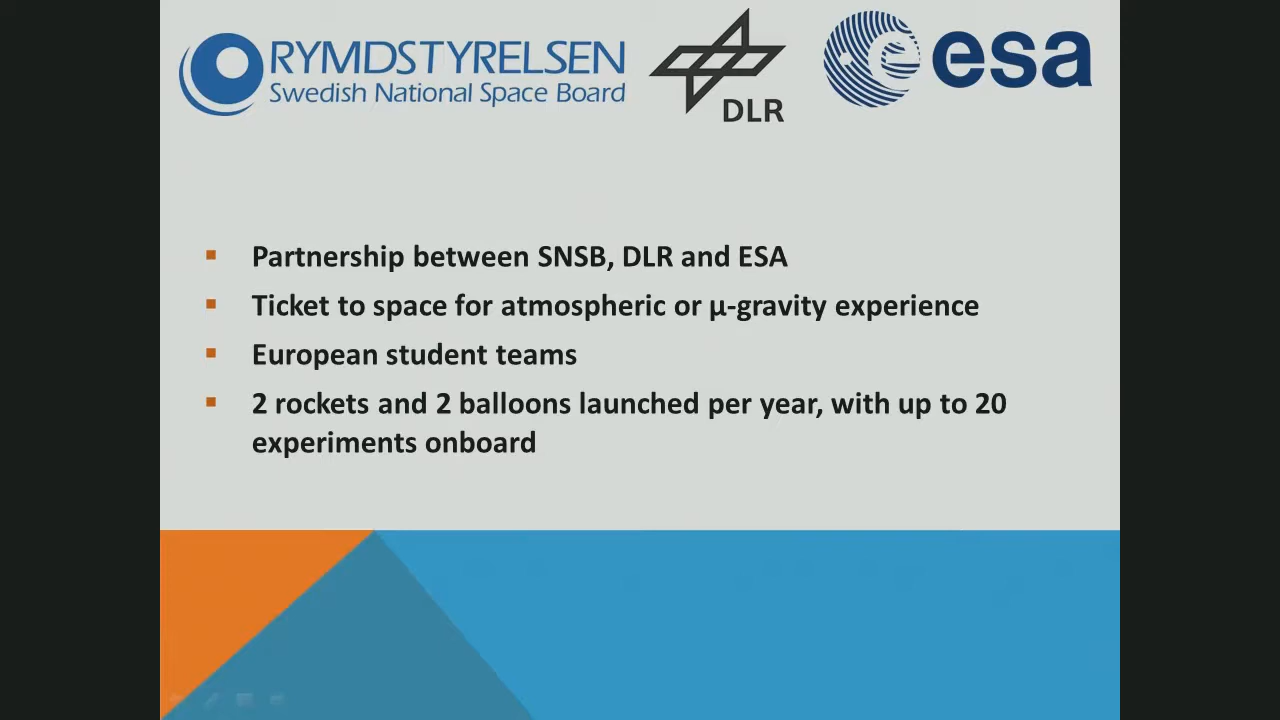 RYMDSTYRELSEN
Swedish National Space Board
DLR
esa
Partnership between SNSB, DLR and ESA
Ticket to space for atmospheric or µ-gravity experience
European student teams
2 rockets and 2 balloons launched per year, with up to 20
experiments onboard